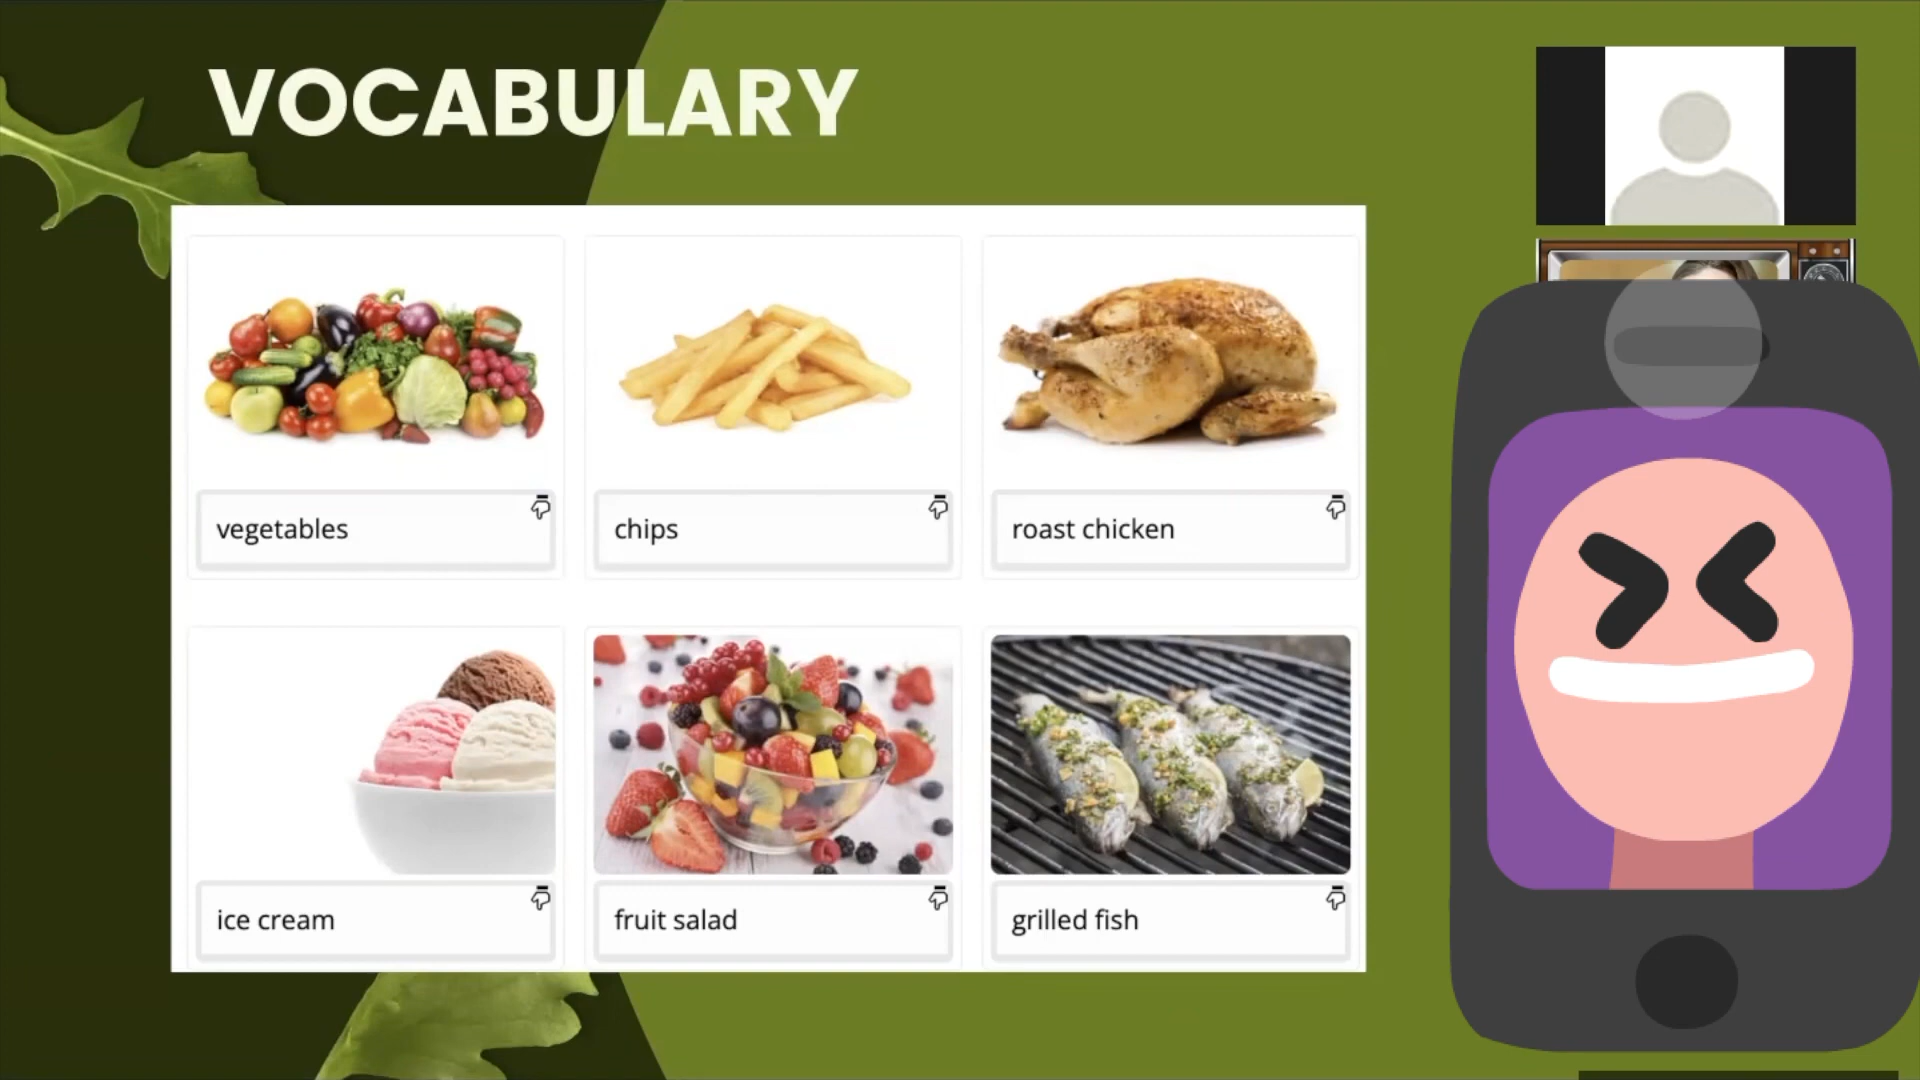 VOCABULARY
vegetables
chips
roast chicken
ice cream
fruit salad
grilled fish